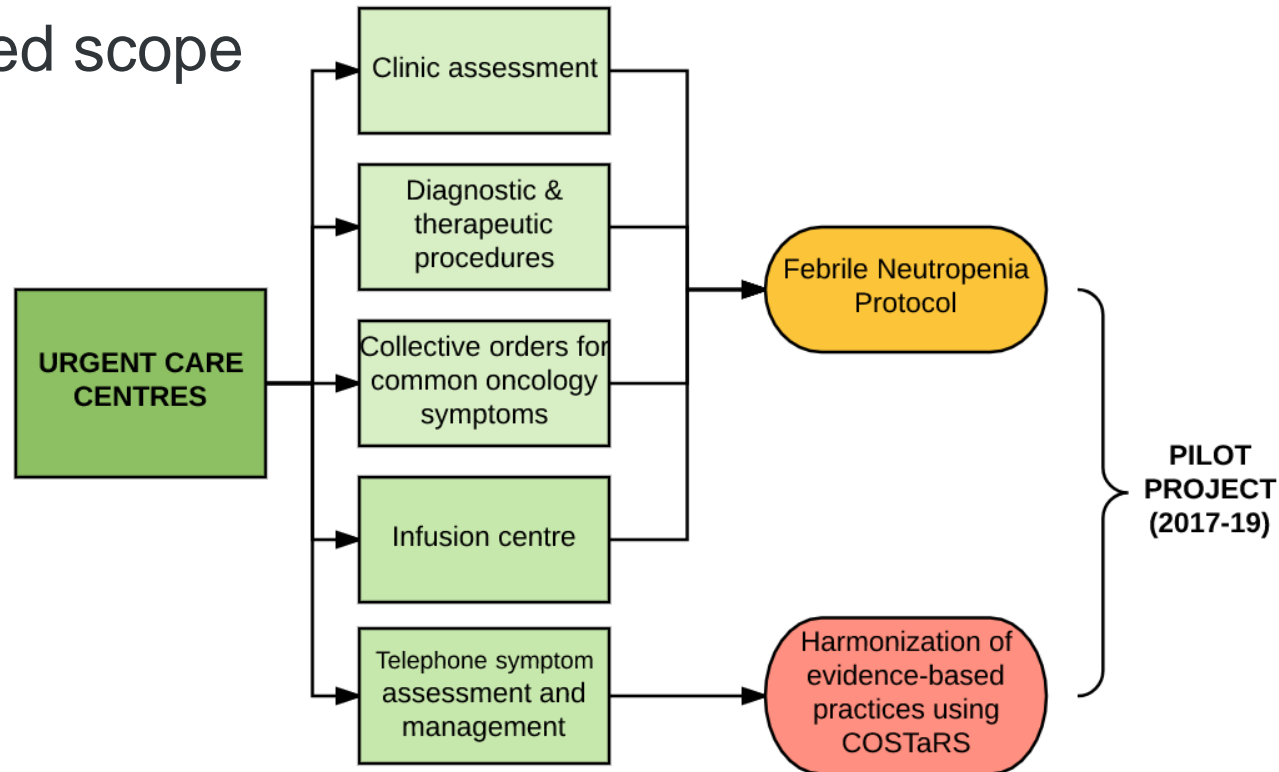 ed scope
Clinic assessment
Diagnostic &
therapeutic
procedures
Collective orders for
common oncology
symptoms
Infusion centre
Telephone symptom
assessment and
management
URGENT CARE
CENTRES
Febrile Neutropenia
Protocol
Harmonization of
evidence-based
practices using
COSTaRS
PILOT
PROJECT
(2017-19)